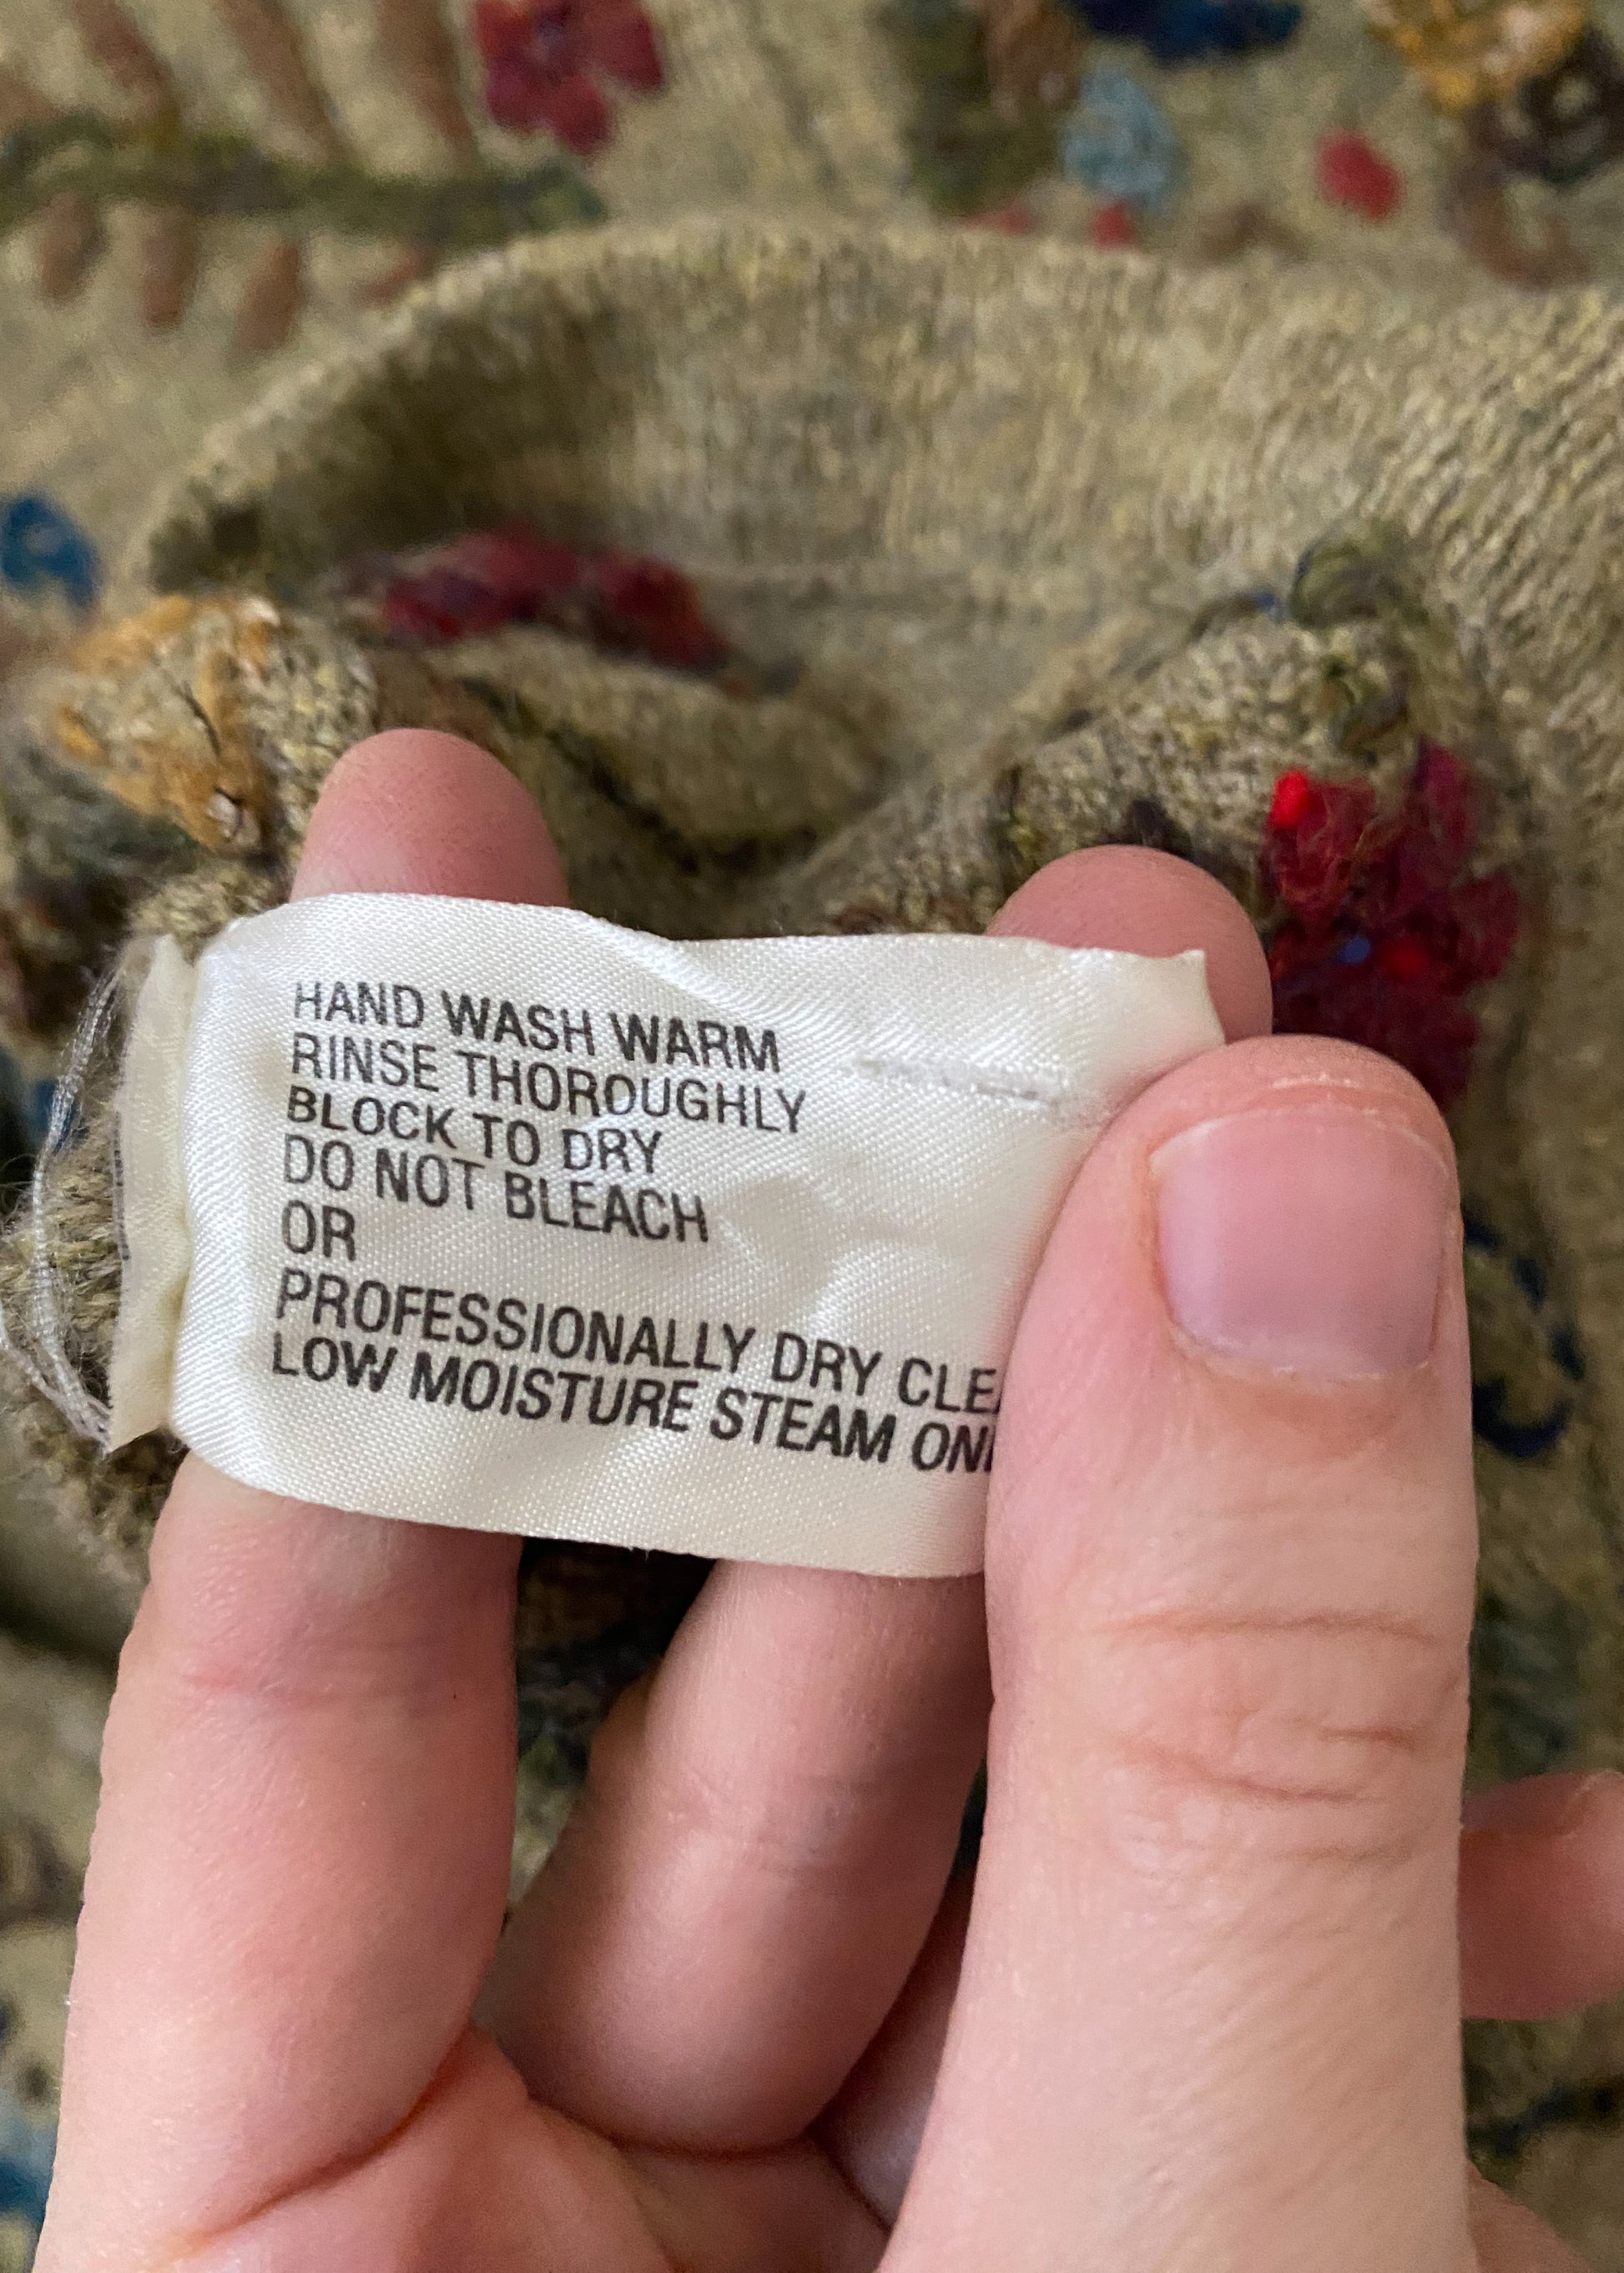 HAND WASH WARM
RINSE THOROUGHLY
BLOCK TO DRY
DO NOT BLEACH
OR
PROFESSIONALLY DRY
LOW MOISTURE STEAM